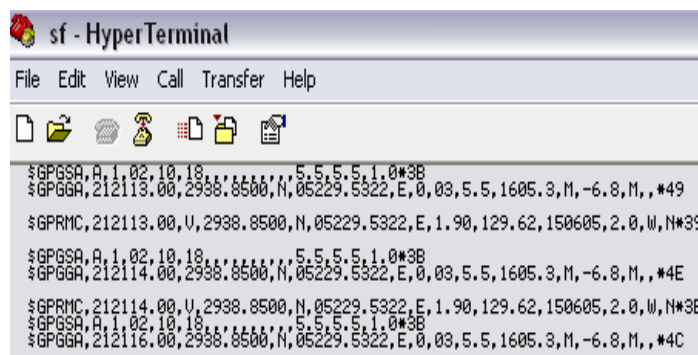 sf - HyperTerminal
File Edit View Call Transfer Help
$GPGSA,A,1,02,10,18,,,,,,,,,,5.5,5.5,1.0*3B
$GPGGA,212113.00,2938.8500,N,05229.5322,E,0,03,5.5,1605.3,M,-6.8,M,,*49
$GPRMC,212113.00,V,2938.8500,N,05229.5322,E,1.90,129.62,150605,2.0,W,N*39
$GPGSA,A,1,02,10,18,,,,,,,,,,5.5,5.5,1.0*3B
$GPGGA,212114.00,2938.8500,N,05229.5322,E,0,03,5.5,1605.3,M,-6.8,M,,*4E
$GPRMC,212114.00,V,2938.8500,N,05229.5322,E,1.90,129.62,150605,2.0,W,N*3E
$GPGSA,A,1,02,10,18,,,,,,,,,,5.5,5.5,1.0*3B
$GPGGA,212116.00,2938.8500,N,05229.5322,E,0,03,5.5,1605.3,M,-6.8,M,,*4C